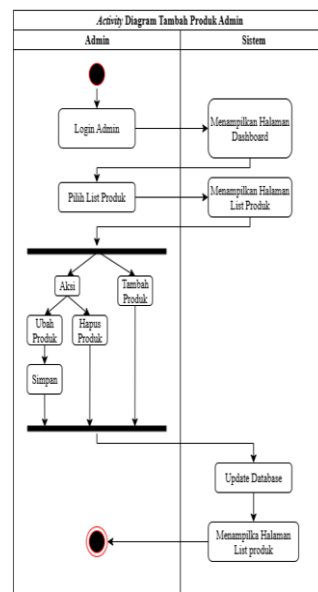 Activity Diagram Tambah Produk Admin
Admin
Sistem
Login Admin
Menampilkan Halaman
Dashboard
Pilih List Produk
Menampilkan Halaman
List Produk
Aksi
Tambah
Produk
Ubah
Produk
Hapus
Produk
Simpan
Update Database
Menampilka Halaman
List produk